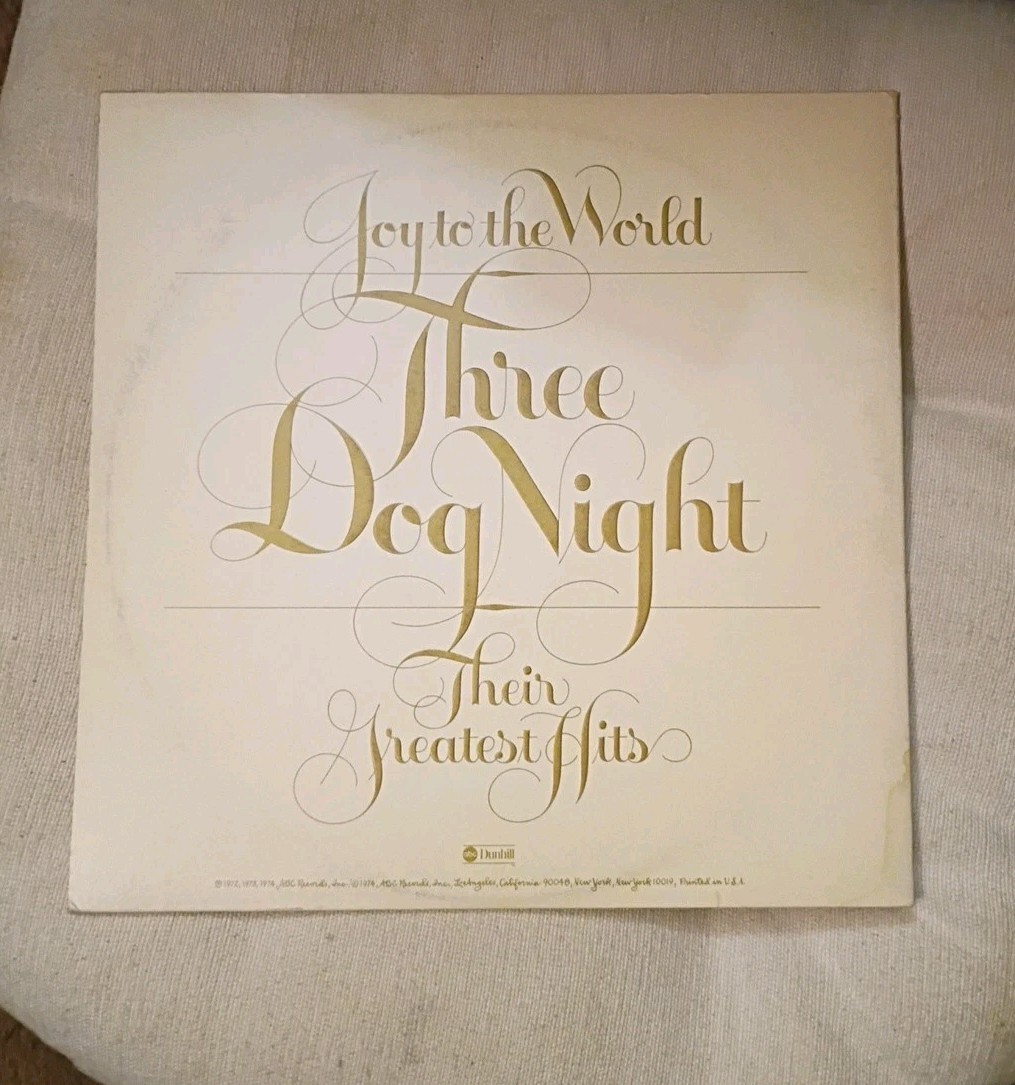 Joy to the World
Three
Dog Night
Their
Greatest Hits
abc Dunhill
℗ 1972, 1973, 1974, ABC Records, Inc. © 1974, ABC Records, Inc., Los Angeles, California 90048, New York, New York 10019, Printed in U.S.A.